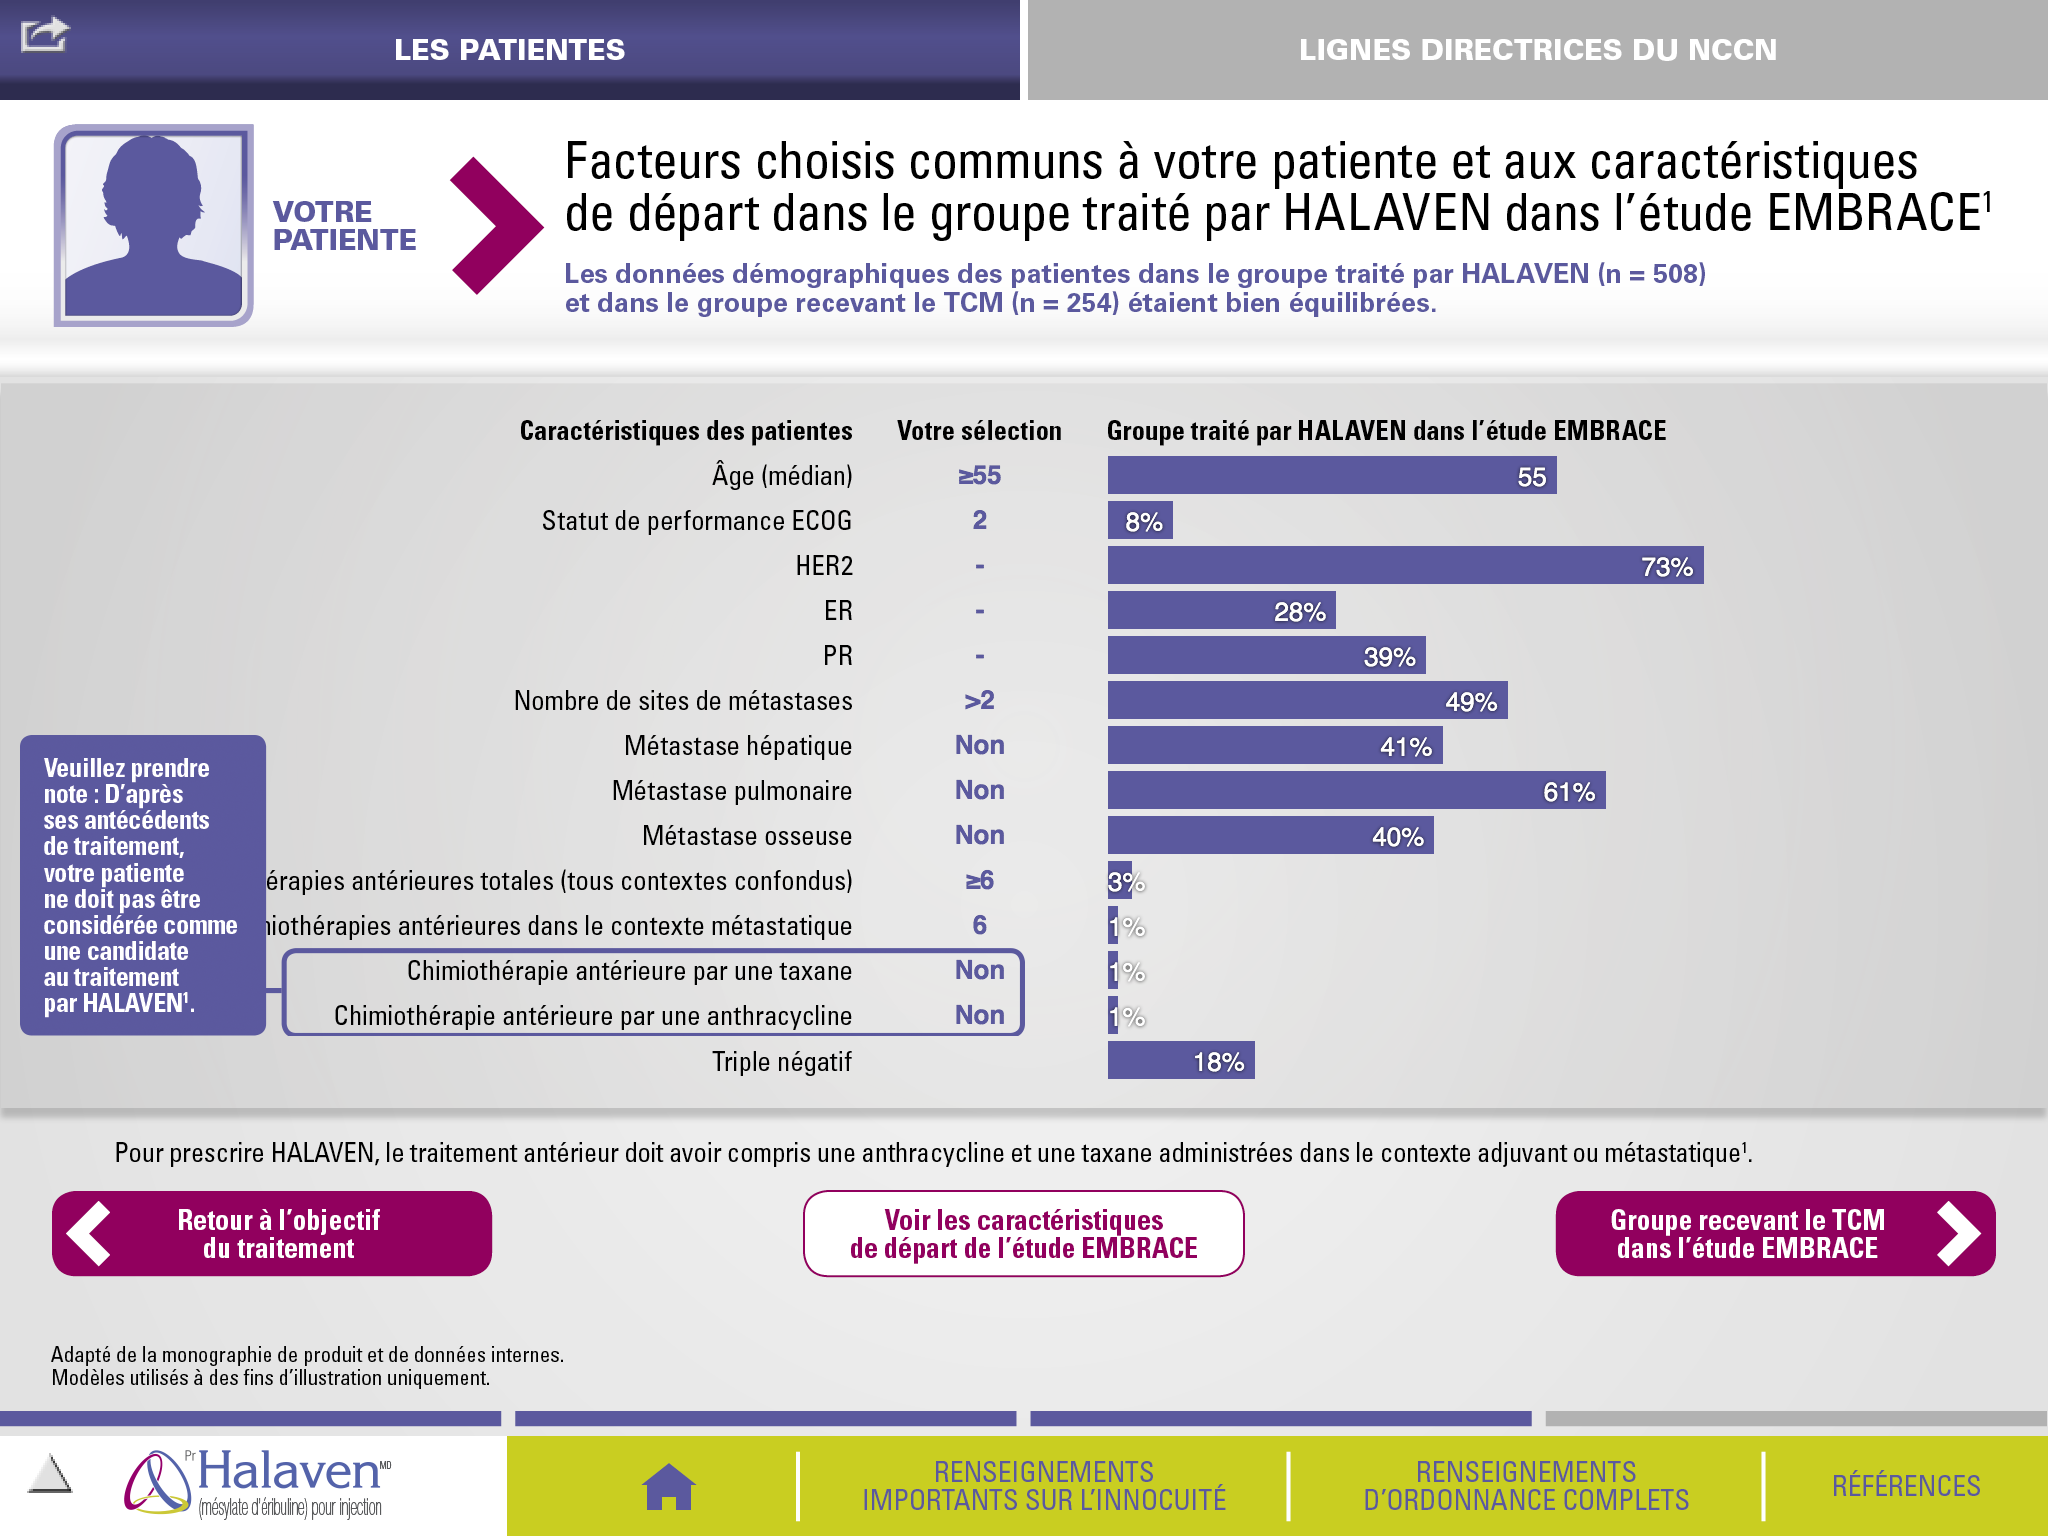 LES PATIENTES
LIGNES DIRECTRICES DU NCCN
VOTRE
PATIENTE
Facteurs choisis communs à votre patiente et aux caractéristiques
de départ dans le groupe traité par HALAVEN dans l’étude EMBRACE1
Les données démographiques des patientes dans le groupe traité par HALAVEN (n = 508)
et dans le groupe recevant le TCM (n = 254) étaient bien équilibrées.
Caractéristiques des patientes Votre sélection Groupe traité par HALAVEN dans l’étude EMBRACE
Âge (médian) ≥55 55
Statut de performance ECOG 2 8%
HER2 - 73%
ER - 28%
PR - 39%
Nombre de sites de métastases >2 49%
Métastase hépatique Non 41%
Métastase pulmonaire Non 61%
Métastase osseuse Non 40%
érapies antérieures totales (tous contextes confondus) ≥6 3%
iothérapies antérieures dans le contexte métastatique 6 1%
Chimiothérapie antérieure par une taxane Non 1%
Chimiothérapie antérieure par une anthracycline Non 1%
Triple négatif 18%
Veuillez prendre
note : D’après
ses antécédents
de traitement,
votre patiente
ne doit pas être
considérée comme
une candidate
au traitement
par HALAVEN1.
Pour prescrire HALAVEN, le traitement antérieur doit avoir compris une anthracycline et une taxane administrées dans le contexte adjuvant ou métastatique1.
Retour à l’objectif
du traitement
Voir les caractéristiques
de départ de l’étude EMBRACE
Groupe recevant le TCM
dans l’étude EMBRACE
Adapté de la monographie de produit et de données internes.
Modèles utilisés à des fins d’illustration uniquement.
Pr Halaven MD
(mésylate d’éribuline) pour injection
RENSEIGNEMENTS
IMPORTANTS SUR L’INNOCUITÉ
RENSEIGNEMENTS
D’ORDONNANCE COMPLETS
RÉFÉRENCES